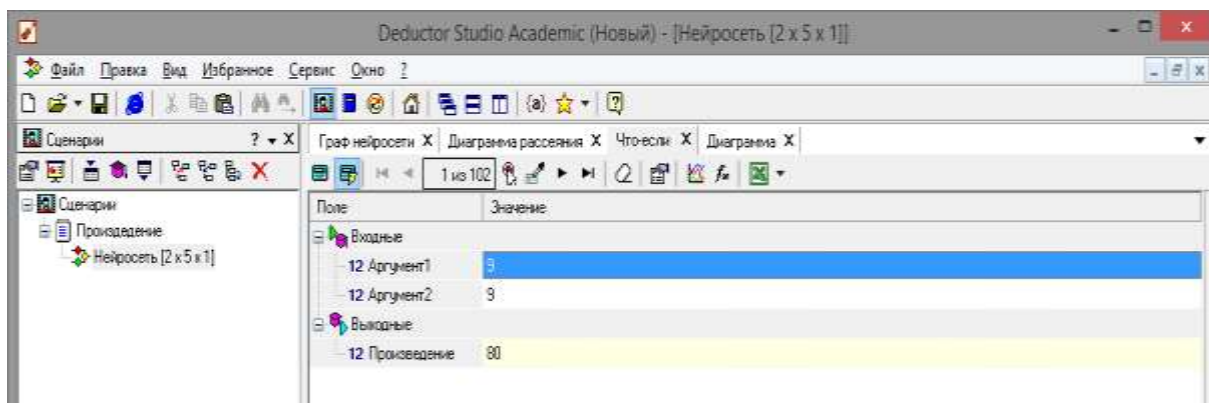 Deductor Studio Academic (Новый) - [Нейросеть [2 x 5 x 1]]
Файл Правка Вид Избранное Сервис Окно ?
Сценарии
Граф нейросети X Диаграмма рассеяния X Что-если X Диаграмма X
1 из 102
Сценарии
Произдедение
Нейросеть [2 x 5 x 1]
Поле Значение
Входные
12 Аргумент1 9
12 Аргумент2 9
Выходные
12 Произведение 80